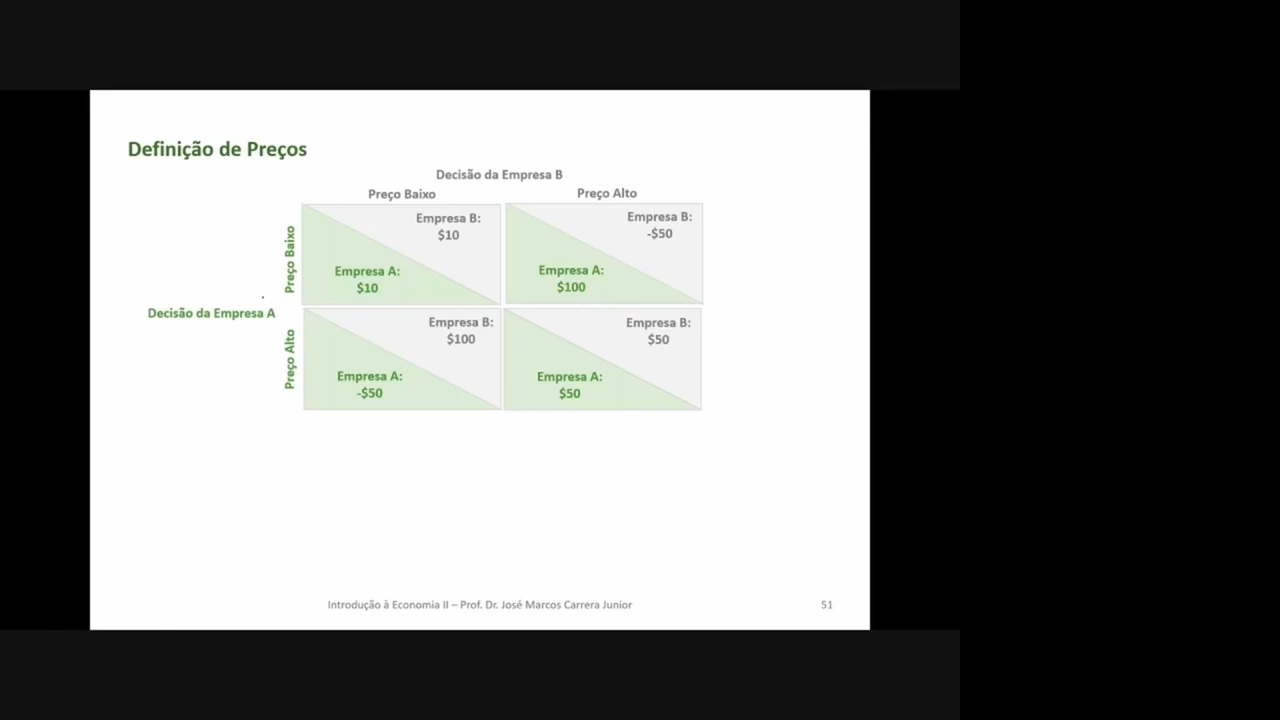 Definição de Preços
Decisão da Empresa B
Preço Baixo
Preço Alto
Preço Baixo
Empresa B:
$10
Empresa A:
$10
Empresa B:
-$50
Empresa A:
$100
Decisão da Empresa A
Preço Alto
Empresa B:
$100
Empresa A:
-$50
Empresa B:
$50
Empresa A:
$50
Introdução à Economia II – Prof. Dr. José Marcos Carrera Junior
51